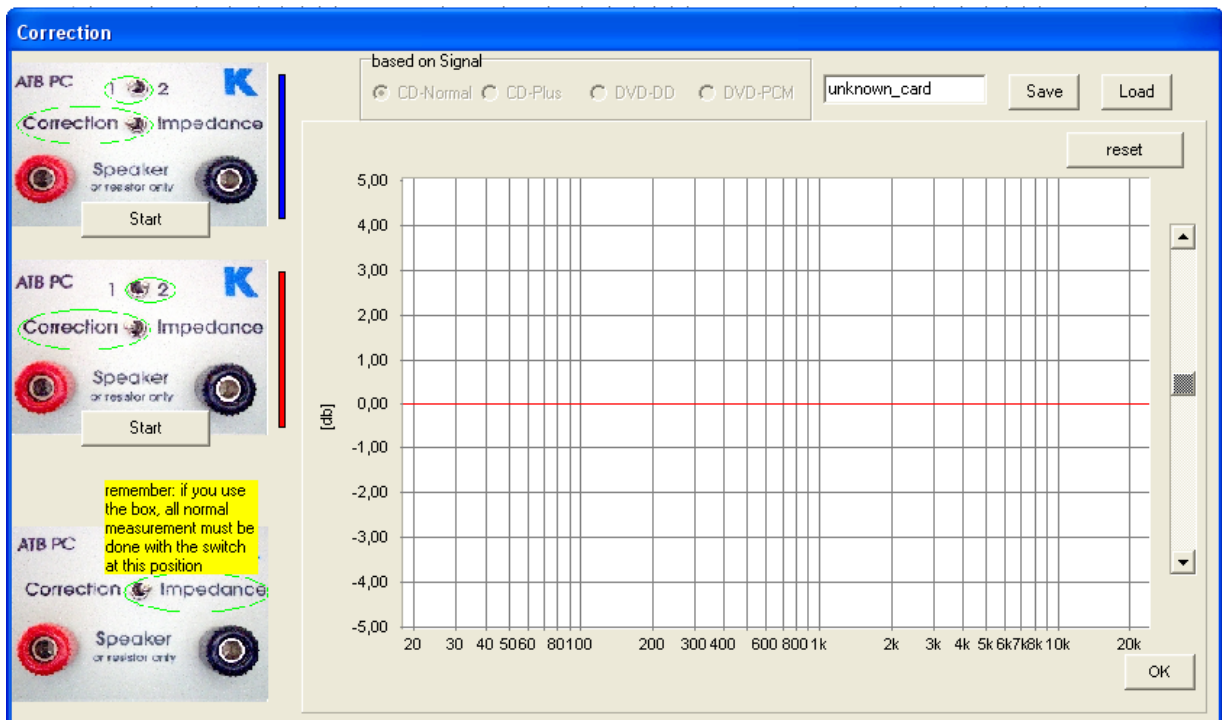 Correction
ATB PC 1 2 K
Correction Impedance
Speaker
or resistor only
Start
ATB PC 1 2 K
Correction Impedance
Speaker
or resistor only
Start
remember: if you use
the box, all normal
measurement must be
done with the switch
at this position
ATB PC
Correction Impedance
Speaker
or resistor only
based on Signal
CD-Normal CD-Plus DVD-DD DVD-PCM
unknown_card Save Load
reset
5,00
4,00
3,00
2,00
1,00
0,00
[db]
-1,00
-2,00
-3,00
-4,00
-5,00
20 30 40 50 60 80 100 200 300 400 600 800 1k 2k 3k 4k 5k 6k 7k 8k 10k 20k
OK